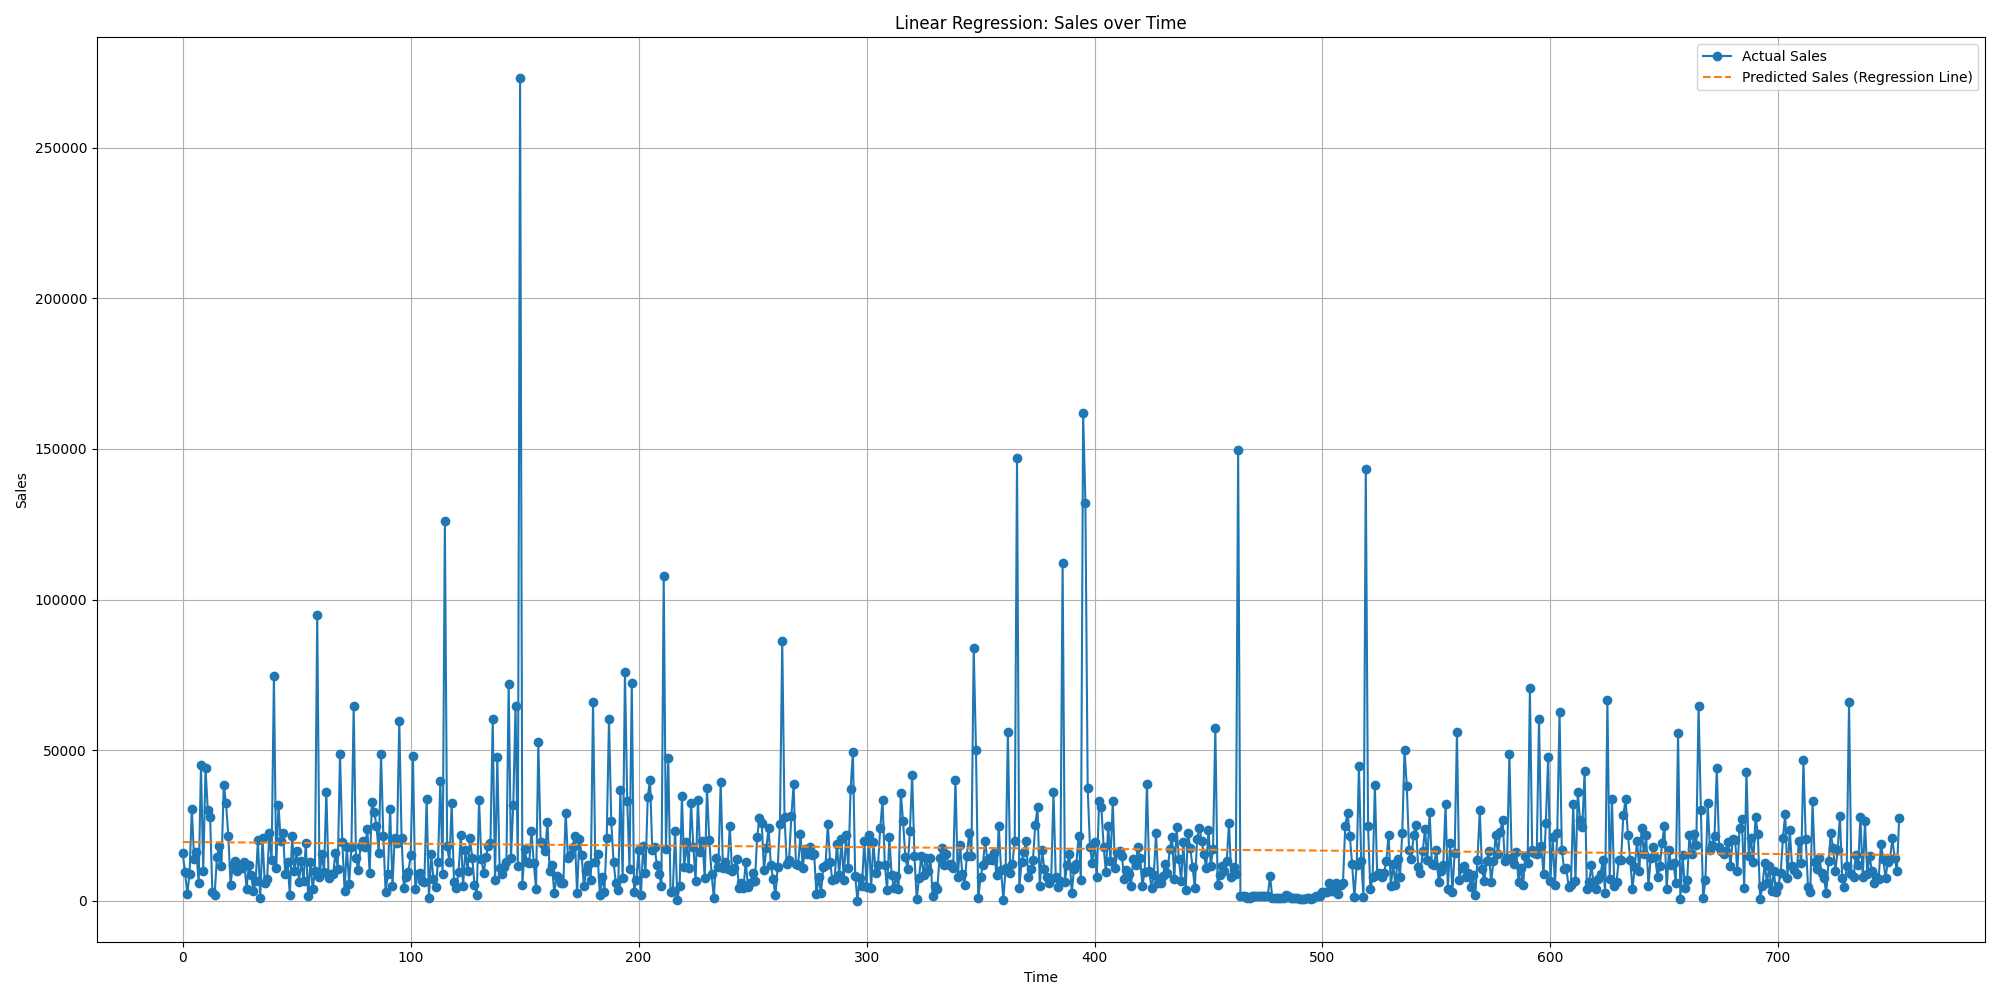 Linear Regression: Sales over Time
Actual Sales
Predicted Sales (Regression Line)
250000
200000
150000
100000
50000
0
Sales
0 100 200 300 400 500 600 700
Time